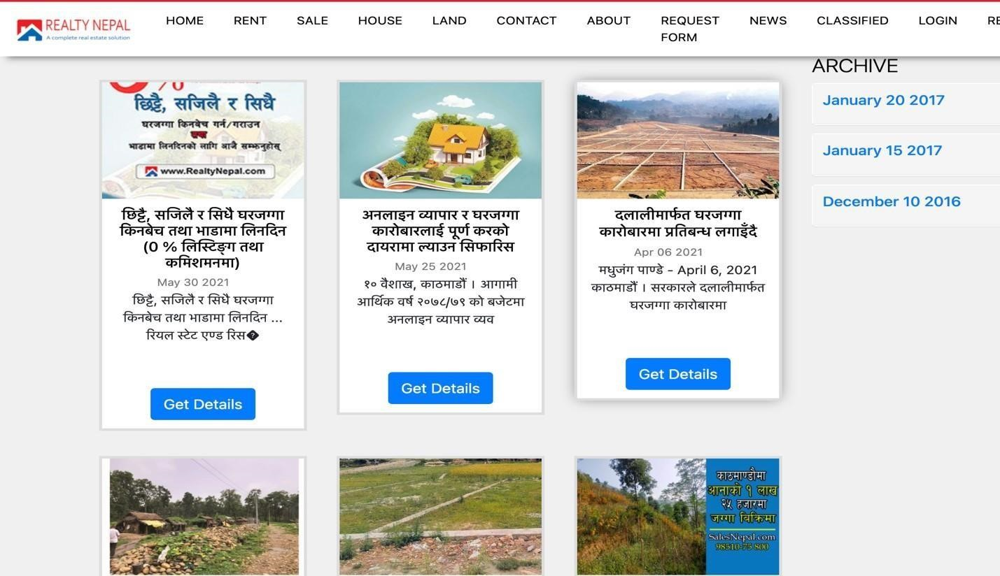 REALTY NEPAL
A complete real estate solution
HOME RENT SALE HOUSE LAND CONTACT ABOUT REQUEST FORM NEWS CLASSIFIED LOGIN
ARCHIVE
January 20 2017
January 15 2017
December 10 2016
%
छिट्टै, सजिलै र सिधै
घरजग्गा किनबेच गर्न/गराउन
तथा
भाडामा लिनदिनको लागि आजै सम्झनुहोस्
www.RealtyNepal.com
छिट्टै, सजिलै र सिधै घरजग्गा
किनबेच तथा भाडामा लिनदिन
(0 % लिस्टिङ्ग तथा
कमिशमनमा)
May 30 2021
छिट्टै, सजिलै र सिधै घरजग्गा
किनबेच तथा भाडामा लिनदिन ...
रियल स्टेट एण्ड रिस�
Get Details
अनलाइन व्यापार र घरजग्गा
कारोबारलाई पूर्ण करको
दायरामा ल्याउन सिफारिस
May 25 2021
१० वैशाख, काठमाडौं । आगामी
आर्थिक वर्ष २०७८/७९ को बजेटमा
अनलाइन व्यापार व्यव
Get Details
दलालीमार्फत घरजग्गा
कारोबारमा प्रतिबन्ध लगाइँदै
Apr 06 2021
मधुजंग पाण्डे – April 6, 2021
काठमाडौं । सरकारले दलालीमार्फत
घरजग्गा कारोबारमा
Get Details
काठमाण्डौमा
आनाको १ लाख
२५ हजारमा
जग्गा विक्रिमा
SalesNepal.com
98510-75 800